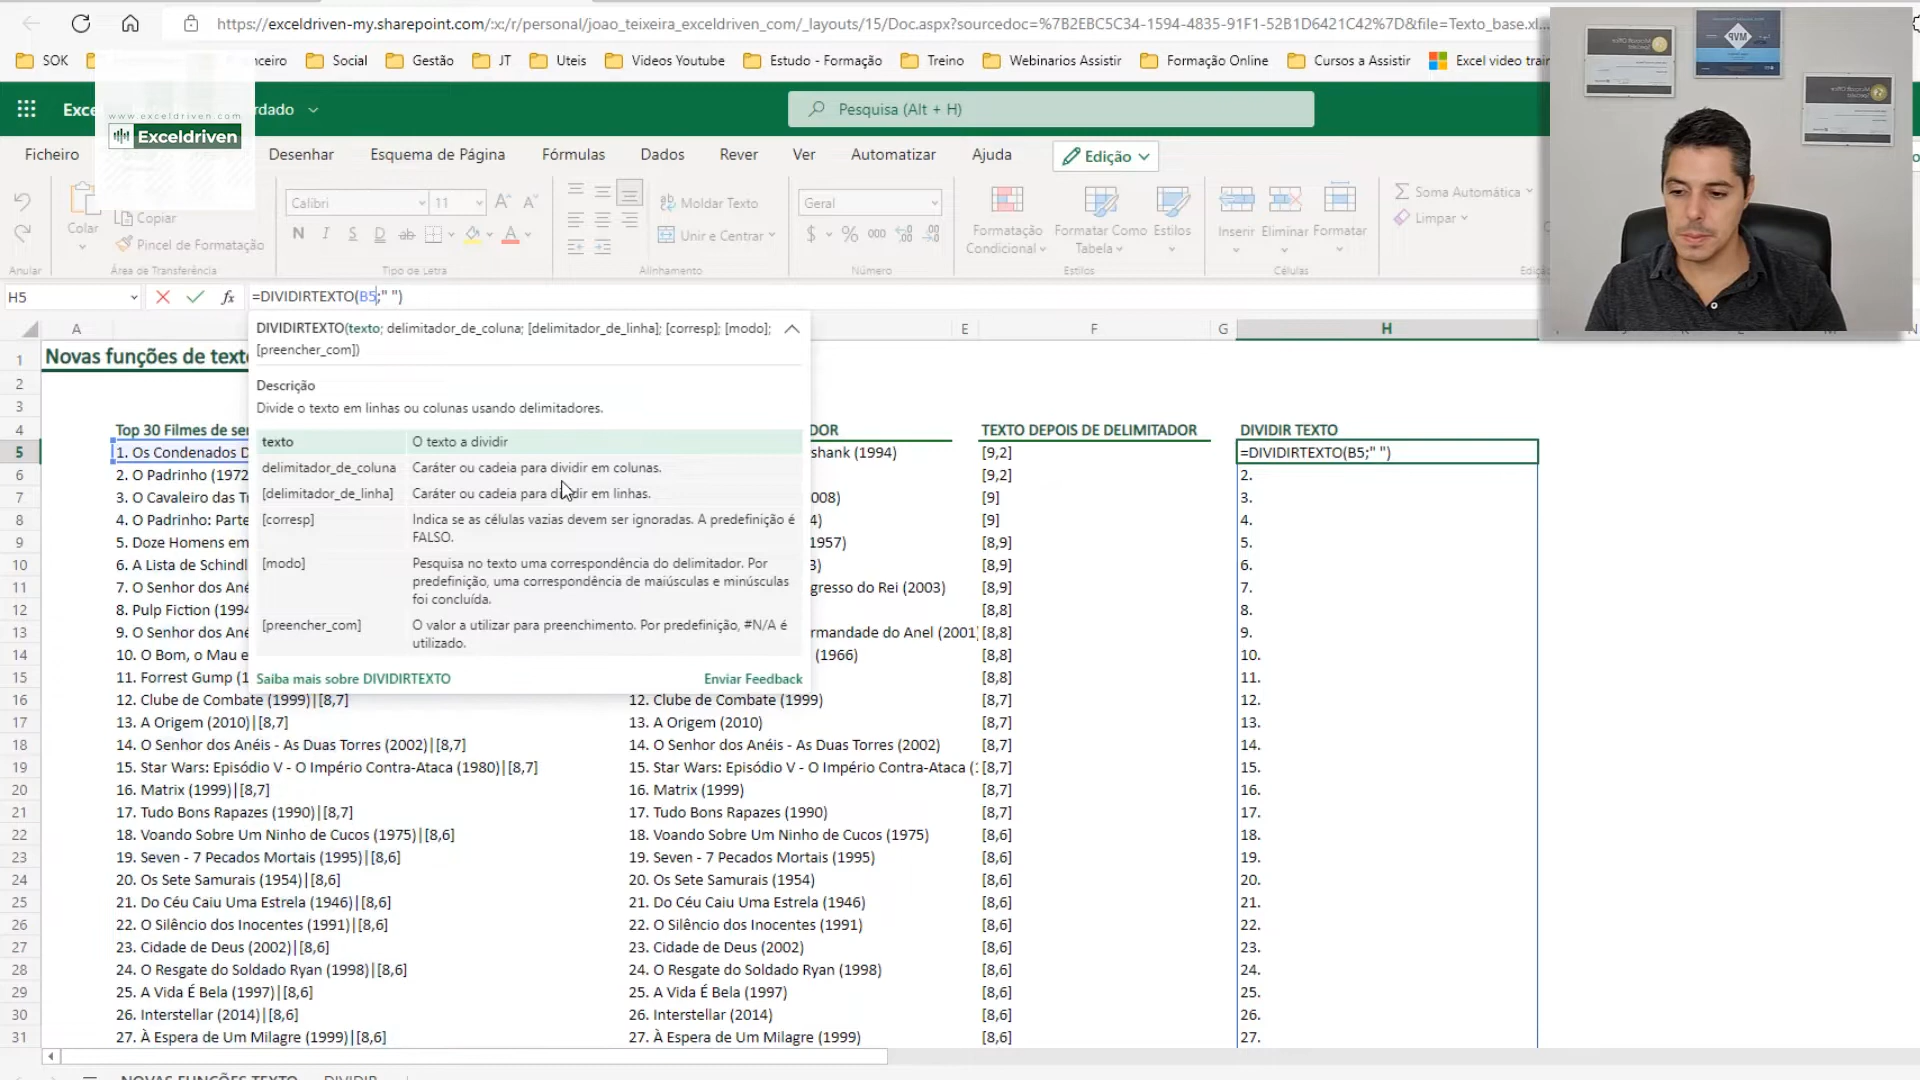 https://exceldriven-my.sharepoint.com/:x:/r/personal/joao_teixeira_exceldriven_com/_layouts/15/Doc.aspx?sourcedoc=%7B2EBC5C34-1594-4835-91F1-52B1D6421C42%7D&file=Texto_base.xl...
SOK
nceiro
Social
Gestão
JT
Uteis
Videos Youtube
Estudo - Formação
Treino
Webinarios Assistir
Formação Online
Cursos a Assistir
Excel video train
Exce
rdado
Pesquisa (Alt + H)
www.exceldriven.com
Exceldriven
MVP
Ficheiro
Desenhar
Esquema de Página
Fórmulas
Dados
Rever
Ver
Automatizar
Ajuda
Edição
Colar
Copiar
Pincel de Formatação
Calibri
11
Moldar Texto
Unir e Centrar
Geral
Formatação Condicional
Formatar Como Tabela
Estilos
Inserir
Eliminar
Formatar
Soma Automática
Limpar
Anular
Área de Transferência
Tipo de Letra
Alinhamento
Número
Estilos
Células
H5
=DIVIDIRTEXTO(B5;" ")
A
E
F
G
H
DIVIDIRTEXTO(texto; delimitador_de_coluna; [delimitador_de_linha]; [corresp]; [modo];
[preencher_com])
Descrição
Divide o texto em linhas ou colunas usando delimitadores.
texto O texto a dividir
delimitador_de_coluna Caráter ou cadeia para dividir em colunas.
[delimitador_de_linha] Caráter ou cadeia para dividir em linhas.
[corresp] Indica se as células vazias devem ser ignoradas. A predefinição é
FALSO.
[modo] Pesquisa no texto uma correspondência do delimitador. Por
predefinição, uma correspondência de maiúsculas e minúsculas
foi concluída.
[preencher_com] O valor a utilizar para preenchimento. Por predefinição, #N/A é
utilizado.
Saiba mais sobre DIVIDIRTEXTO
Enviar Feedback
1 Novas funções de texto
2
3
4 Top 30 Filmes de se DOR TEXTO DEPOIS DE DELIMITADOR DIVIDIR TEXTO
5 1. Os Condenados D shank (1994) [9,2] =DIVIDIRTEXTO(B5;" ")
6 2. O Padrinho (1972 [9,2] 2.
7 3. O Cavaleiro das T 008) [9] 3.
8 4. O Padrinho: Parte 4) [9] 4.
9 5. Doze Homens em 1957) [8,9] 5.
10 6. A Lista de Schindl 3) [8,9] 6.
11 7. O Senhor dos Ané gresso do Rei (2003) [8,9] 7.
12 8. Pulp Fiction (1994 [8,8] 8.
13 9. O Senhor dos Ané rmandade do Anel (2001) [8,8] 9.
14 10. O Bom, o Mau e (1966) [8,8] 10.
15 11. Forrest Gump (1 [8,8] 11.
16 12. Clube de Combate (1999)|[8,7] 12. Clube de Combate (1999) [8,7] 12.
17 13. A Origem (2010)|[8,7] 13. A Origem (2010) [8,7] 13.
18 14. O Senhor dos Anéis - As Duas Torres (2002)|[8,7] 14. O Senhor dos Anéis - As Duas Torres (2002) [8,7] 14.
19 15. Star Wars: Episódio V - O Império Contra-Ataca (1980)|[8,7] 15. Star Wars: Episódio V - O Império Contra-Ataca (1 [8,7] 15.
20 16. Matrix (1999)|[8,7] 16. Matrix (1999) [8,7] 16.
21 17. Tudo Bons Rapazes (1990)|[8,7] 17. Tudo Bons Rapazes (1990) [8,7] 17.
22 18. Voando Sobre Um Ninho de Cucos (1975)|[8,6] 18. Voando Sobre Um Ninho de Cucos (1975) [8,6] 18.
23 19. Seven - 7 Pecados Mortais (1995)|[8,6] 19. Seven - 7 Pecados Mortais (1995) [8,6] 19.
24 20. Os Sete Samurais (1954)|[8,6] 20. Os Sete Samurais (1954) [8,6] 20.
25 21. Do Céu Caiu Uma Estrela (1946)|[8,6] 21. Do Céu Caiu Uma Estrela (1946) [8,6] 21.
26 22. O Silêncio dos Inocentes (1991)|[8,6] 22. O Silêncio dos Inocentes (1991) [8,6] 22.
27 23. Cidade de Deus (2002)|[8,6] 23. Cidade de Deus (2002) [8,6] 23.
28 24. O Resgate do Soldado Ryan (1998)|[8,6] 24. O Resgate do Soldado Ryan (1998) [8,6] 24.
29 25. A Vida É Bela (1997)|[8,6] 25. A Vida É Bela (1997) [8,6] 25.
30 26. Interstellar (2014)|[8,6] 26. Interstellar (2014) [8,6] 26.
31 27. À Espera de Um Milagre (1999)|[8,6] 27. À Espera de Um Milagre (1999) [8,6] 27.
NOVAS FUNÇÕES TEXTO
DIVIDIR